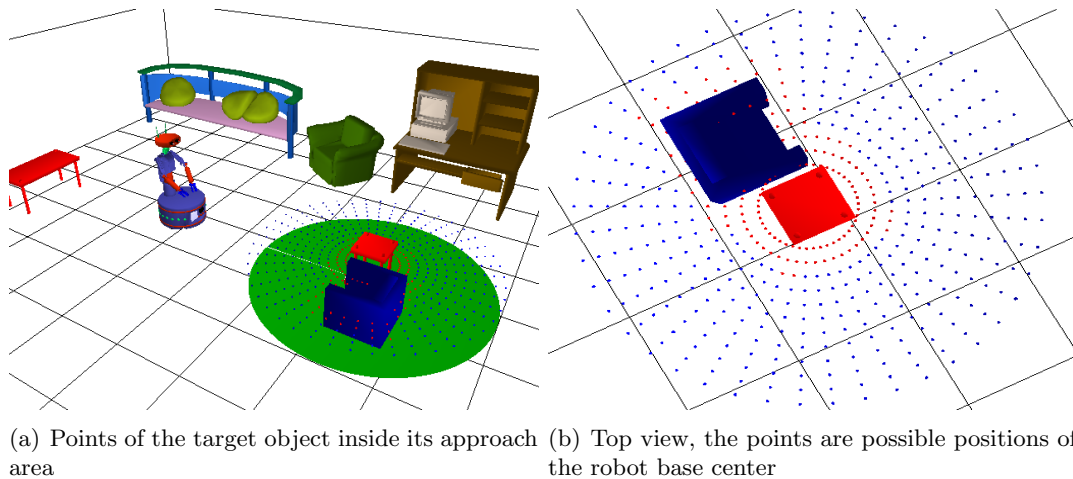 (a) Points of the target object inside its approach
area
(b) Top view, the points are possible positions of
the robot base center